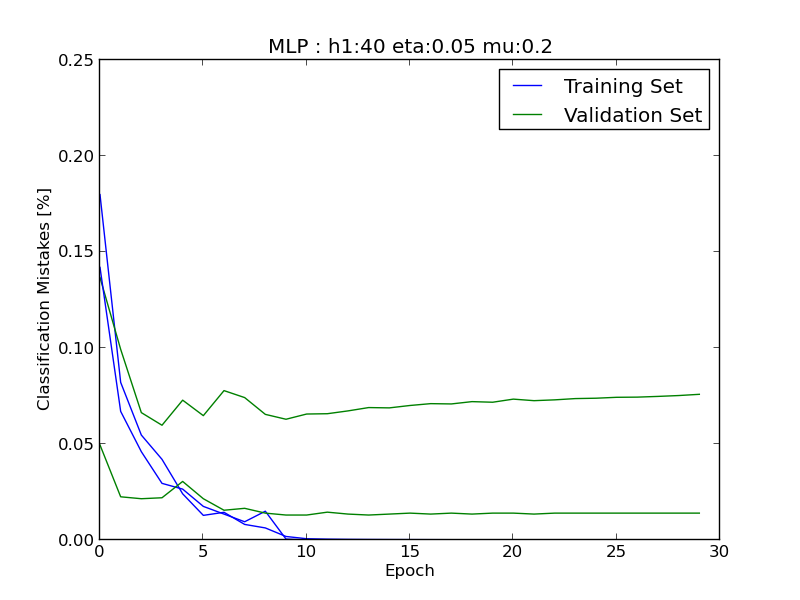 MLP : h1:40 eta:0.05 mu:0.2
Training Set
Validation Set
Classification Mistakes [%]
0.25
0.20
0.15
0.10
0.05
0.00
0 5 10 15 20 25 30
Epoch